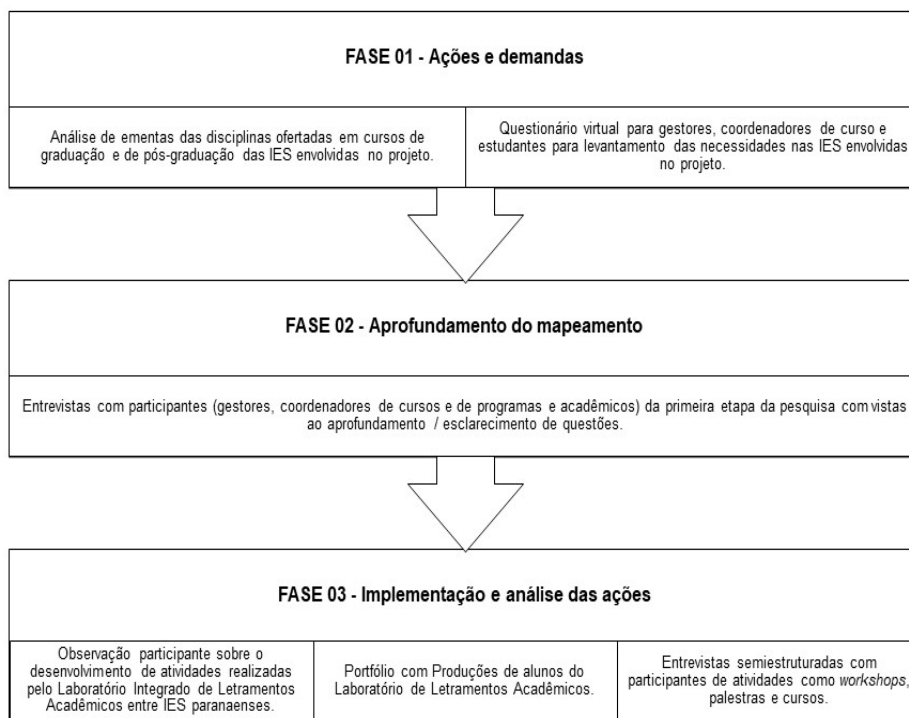 FASE 01 - Ações e demandas
Análise de ementas das disciplinas ofertadas em cursos de
graduação e de pós-graduação das IES envolvidas no projeto.
Questionário virtual para gestores, coordenadores de curso e
estudantes para levantamento das necessidades nas IES envolvidas
no projeto.
FASE 02 - Aprofundamento do mapeamento
Entrevistas com participantes (gestores, coordenadores de cursos e de programas e acadêmicos) da primeira etapa da pesquisa com vistas
ao aprofundamento / esclarecimento de questões.
FASE 03 - Implementação e análise das ações
Observação participante sobre o
desenvolvimento de atividades realizadas
pelo Laboratório Integrado de Letramentos
Acadêmicos entre IES paranaenses.
Portfólio com Produções de alunos do
Laboratório de Letramentos Acadêmicos.
Entrevistas semiestruturadas com
participantes de atividades como workshops,
palestras e cursos.